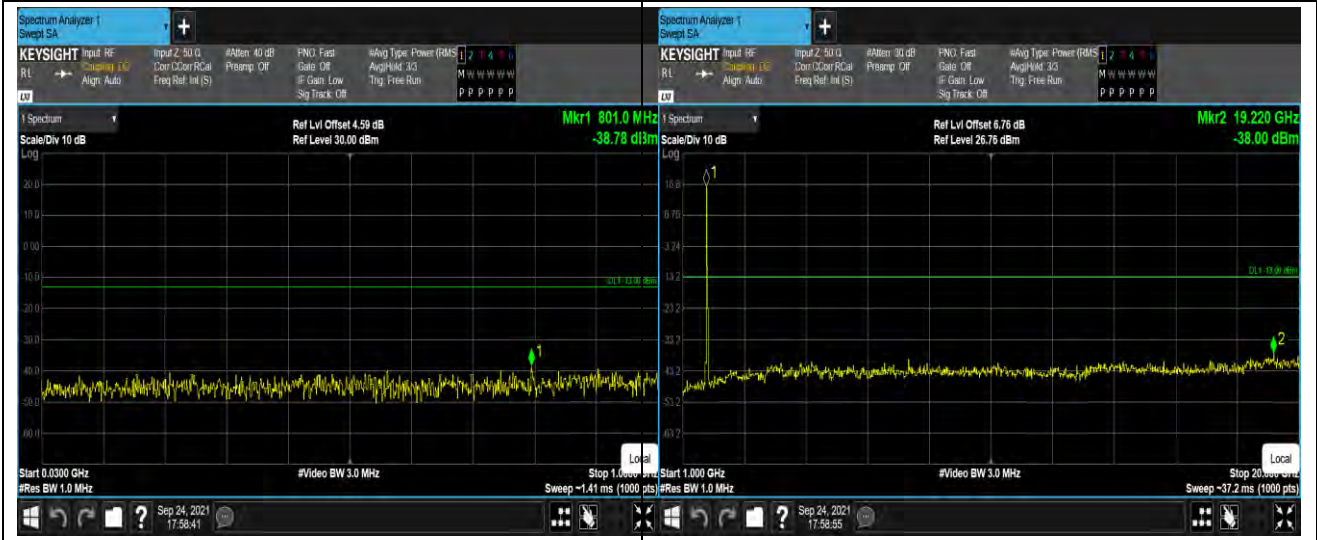 Spectrum Analyzer 1
Swept SA
+
KEYSIGHT
Input: RF
Align: Auto
Input Z: 50 Ω
Corr CCorr RCal
Freq Ref: Int (S)
#Atten: 40 dB
Preamp: Off
PNO: Fast
Gate: Off
IF Gain: Low
Sig Track: Off
#Avg Type: Power (RMS
Avg|Hold: 3/3
Trig: Free Run
M W W W W W
P P P P P P
LXI
1 Spectrum
Scale/Div 10 dB
Ref Lvl Offset 4.59 dB
Ref Level 30.00 dBm
Mkr1 801.0 MHz
-38.78 dBm
Log
20.0
10.0
0.00
-10.0
-20.0
-30.0
-40.0
-50.0
-60.0
DL1 -13.00 dBm
1
Local
Start 0.0300 GHz
#Res BW 1.0 MHz
#Video BW 3.0 MHz
Sweep ~1.41 ms (1000 pts)
?
Sep 24, 2021
17:58:41
Spectrum Analyzer 1
Swept SA
+
KEYSIGHT
Input: RF
Align: Auto
Input Z: 50 Ω
Corr CCorr RCal
Freq Ref: Int (S)
#Atten: 30 dB
Preamp: Off
PNO: Fast
Gate: Off
IF Gain: Low
Sig Track: Off
#Avg Type: Power (RMS
Avg|Hold: 3/3
Trig: Free Run
M W W W W W
P P P P P P
LXI
1 Spectrum
Scale/Div 10 dB
Ref Lvl Offset 6.76 dB
Ref Level 26.76 dBm
Mkr2 19.220 GHz
-38.00 dBm
Log
16.8
6.76
-3.24
-13.2
-23.2
-33.2
-43.2
-53.2
-63.2
DL1 -13.00 dBm
1
2
Local
Start 1.000 GHz
#Res BW 1.0 MHz
#Video BW 3.0 MHz
Sweep ~37.2 ms (1000 pts)
?
Sep 24, 2021
17:58:55